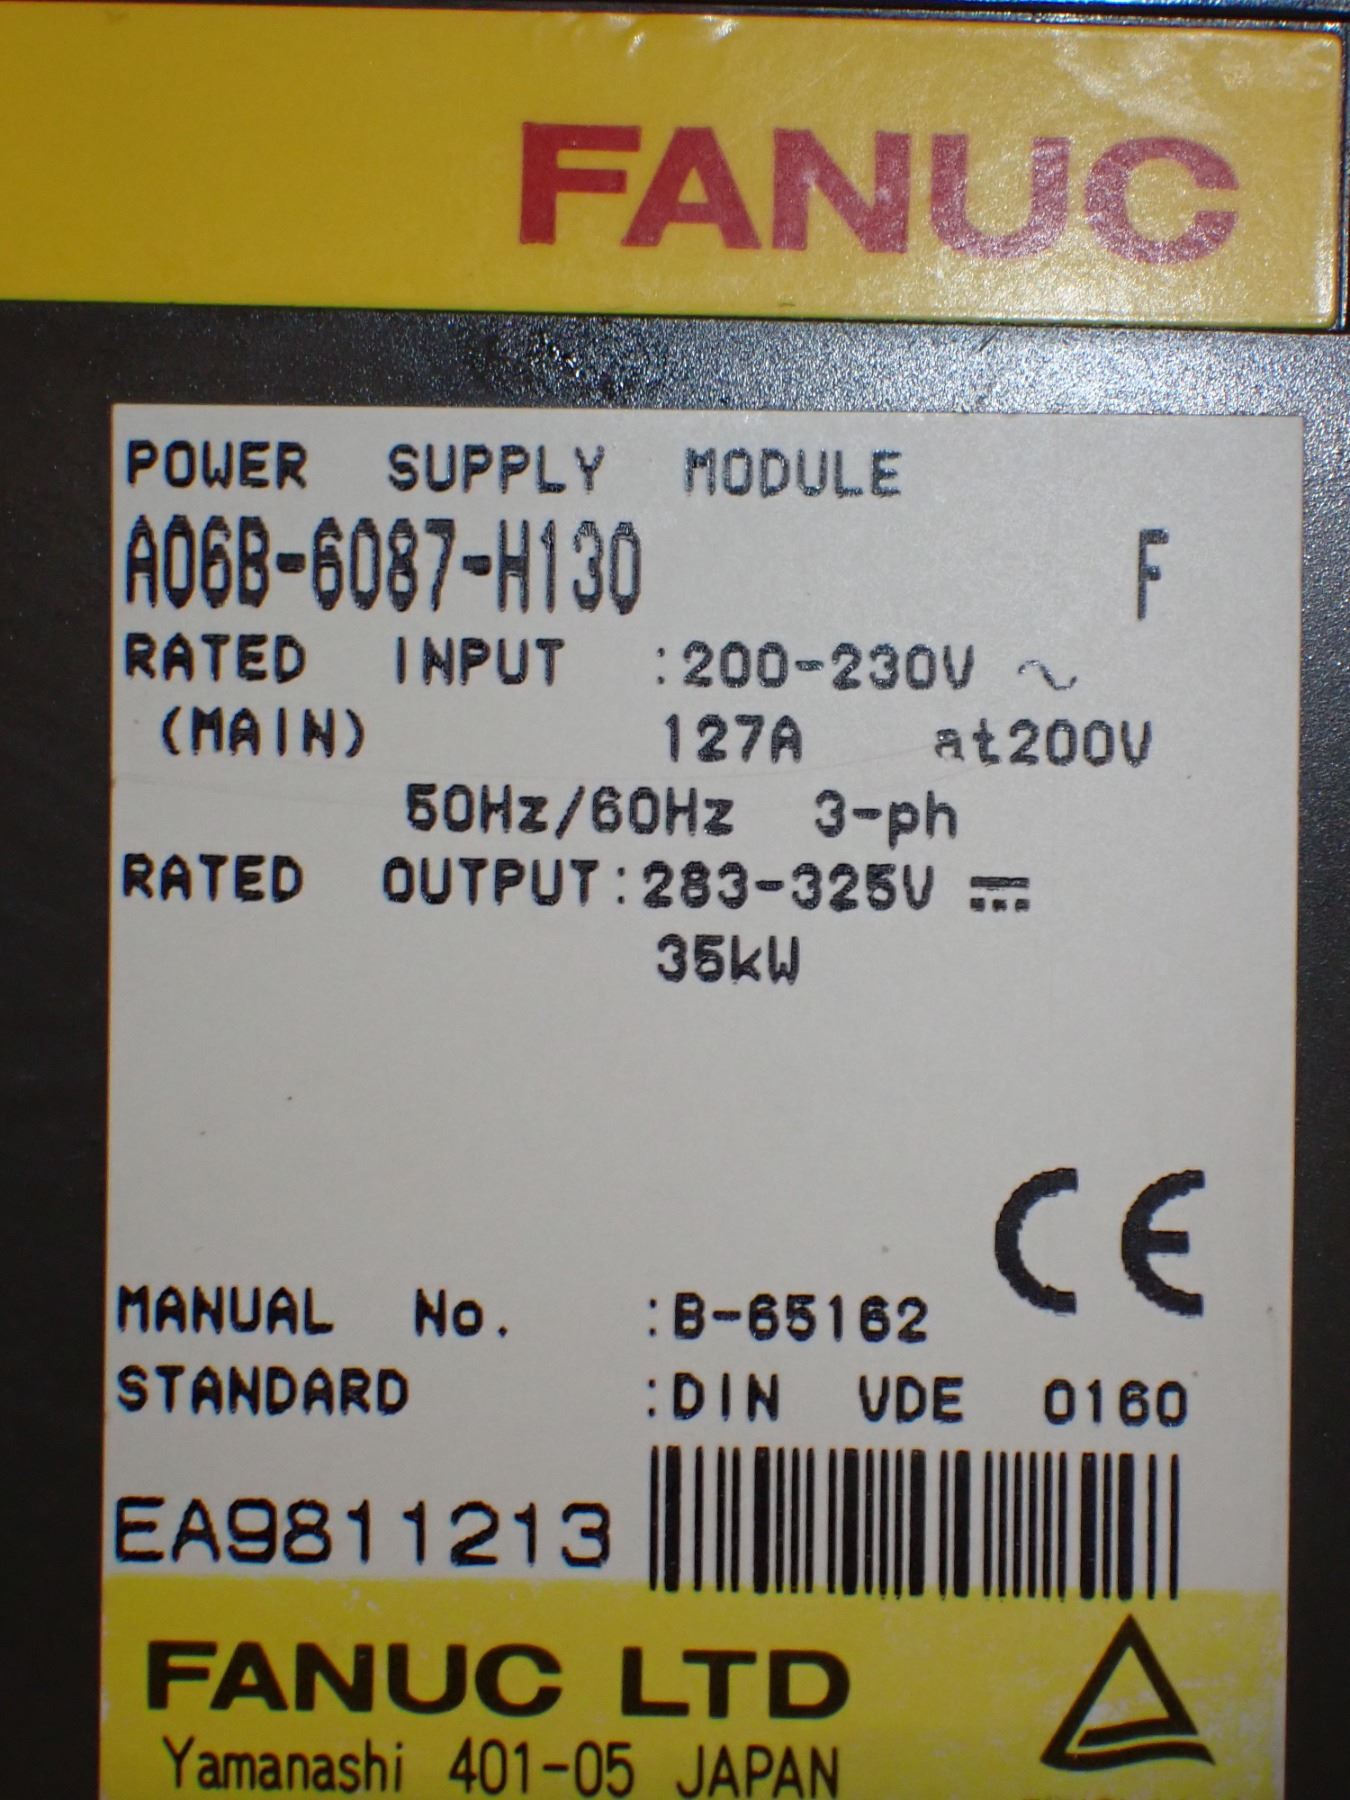 FANUC
POWER SUPPLY MODULE
A06B-6087-H130 F
RATED INPUT :200-230V ~
(MAIN) 127A at200V
50Hz/60Hz 3-ph
RATED OUTPUT:283-325V ⎓
35kW
CE
MANUAL No. :B-65162
STANDARD :DIN VDE 0160
EA9811213
FANUC LTD
Yamanashi 401-05 JAPAN